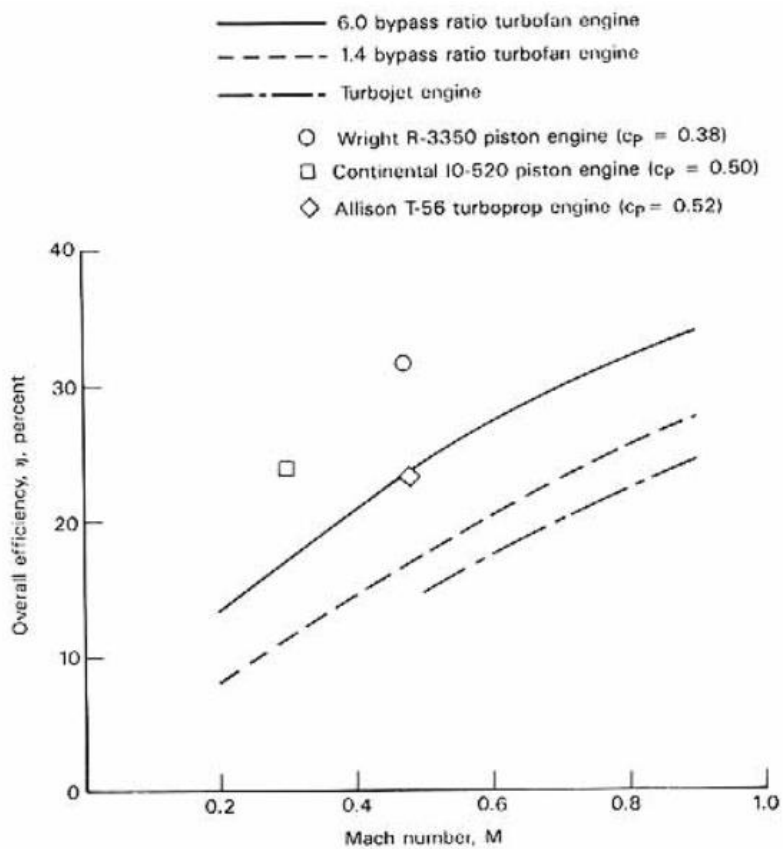 6.0 bypass ratio turbofan engine
1.4 bypass ratio turbofan engine
Turbojet engine
Wright R-3350 piston engine (cP = 0.38)
Continental IO-520 piston engine (cP = 0.50)
Allison T-56 turboprop engine (cP = 0.52)
40
30
20
10
0
Overall efficiency, η, percent
0.2 0.4 0.6 0.8 1.0
Mach number, M